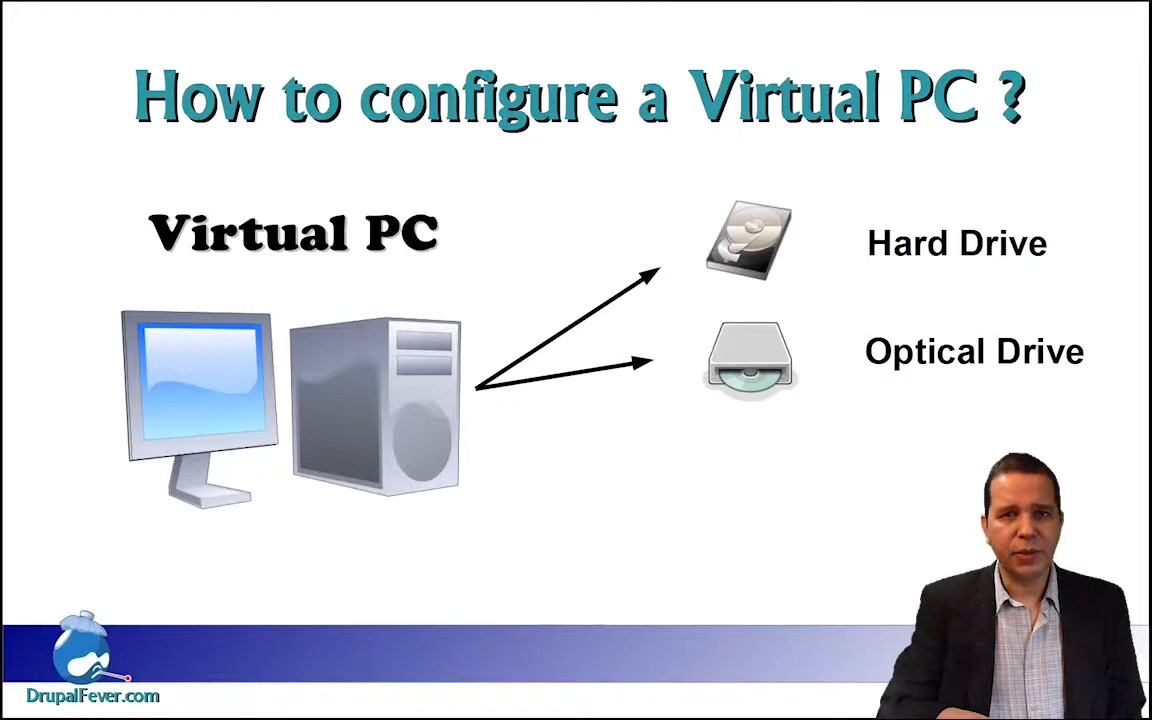 How to configure a Virtual PC ?
Virtual PC
Hard Drive
Optical Drive
DrupalFever.com